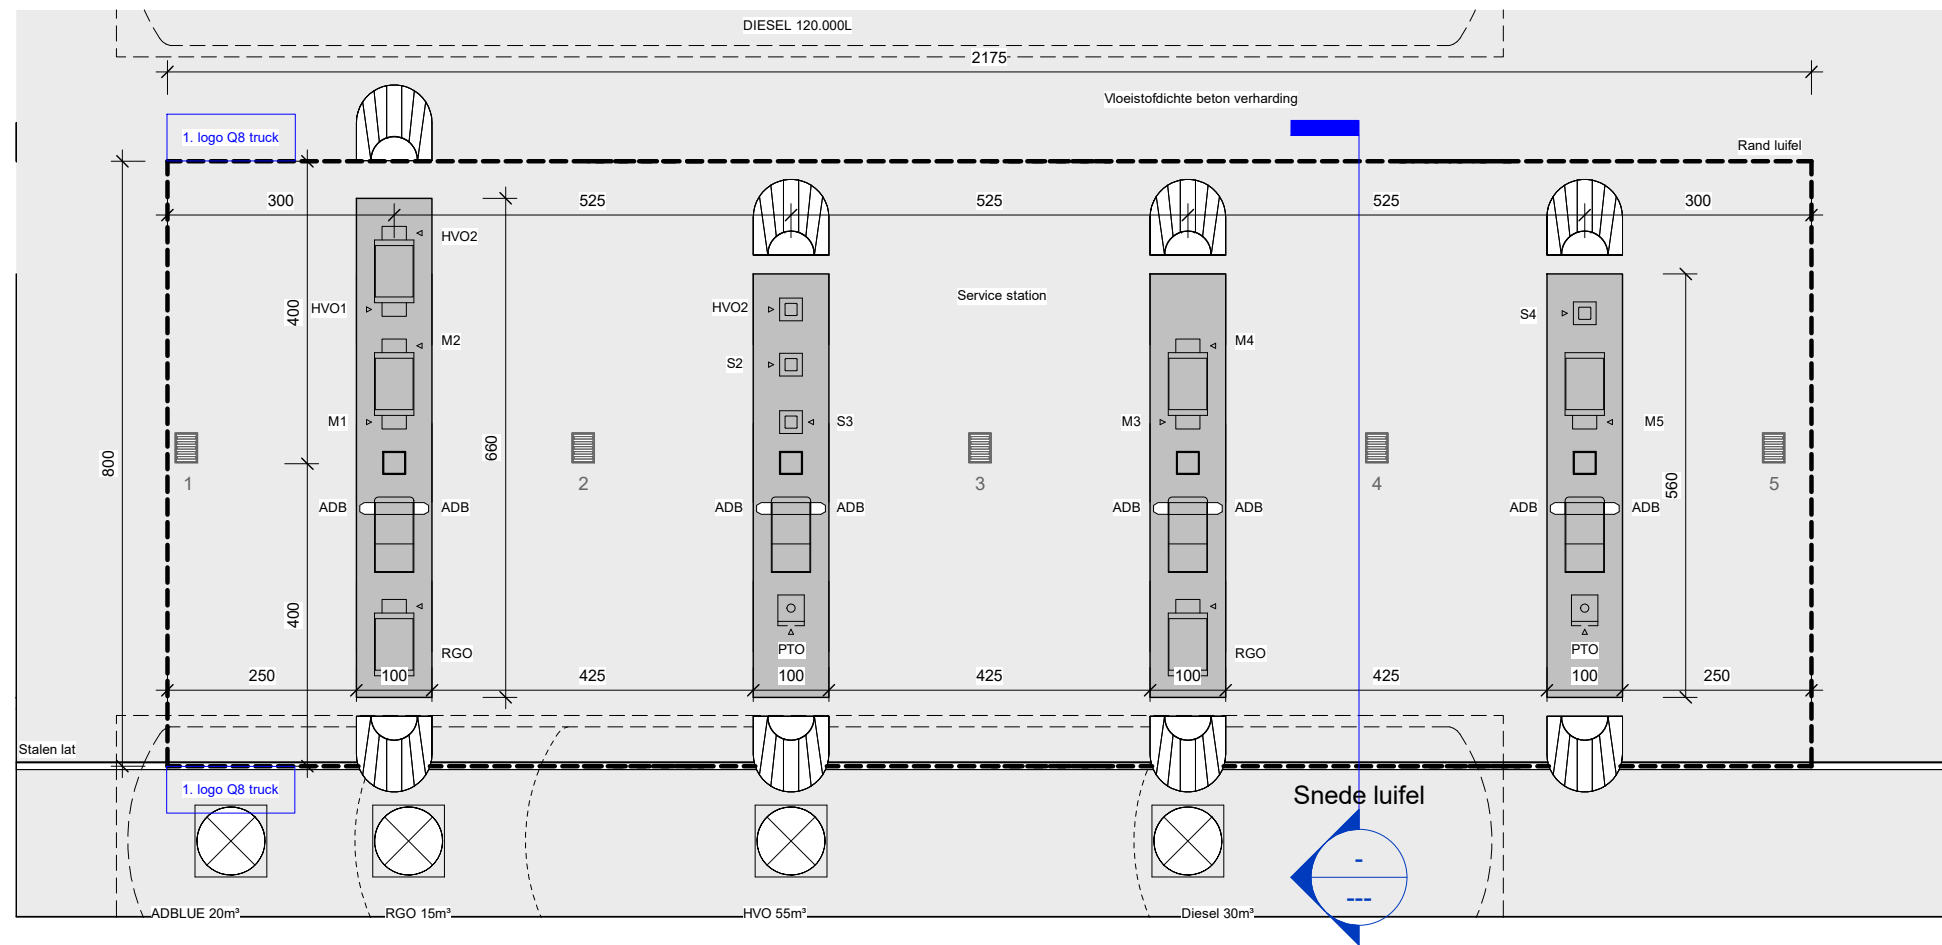 DIESEL 120.000L
2175
Vloeistofdichte beton verharding
1. logo Q8 truck
Rand luifel
300
525
525
525
300
HVO2
HVO1
HVO2
Service station
S4
400
M2
S2
M4
M1
S3
M3
M5
800
660
560
1
2
3
4
5
ADB
ADB
ADB
ADB
ADB
ADB
ADB
ADB
400
RGO
PTO
RGO
PTO
250
100
425
100
425
100
425
100
250
Stalen lat
1. logo Q8 truck
Snede luifel
-
---
ADBLUE 20m³
RGO 15m³
HVO 55m³
Diesel 30m³